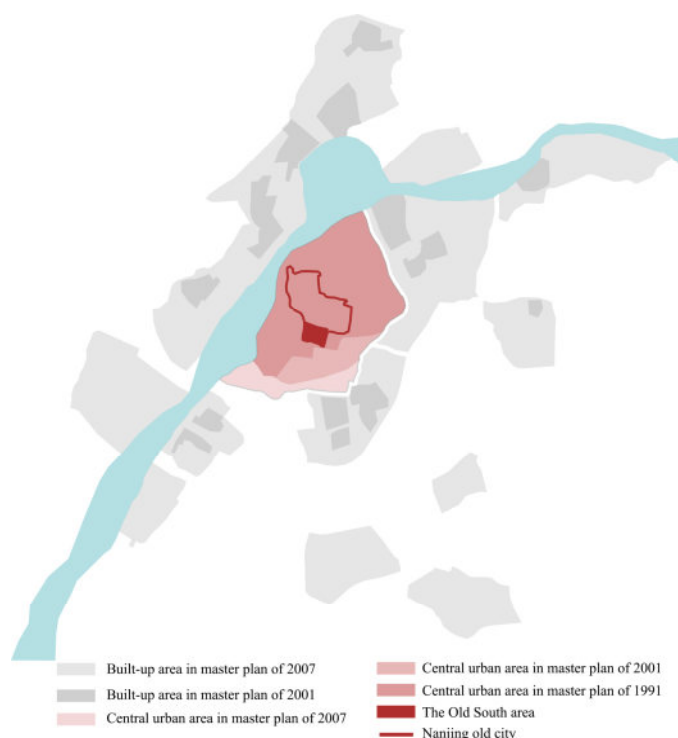 Built-up area in master plan of 2007
Built-up area in master plan of 2001
Central urban area in master plan of 2007
Central urban area in master plan of 2001
Central urban area in master plan of 1991
The Old South area
Nanjing old city